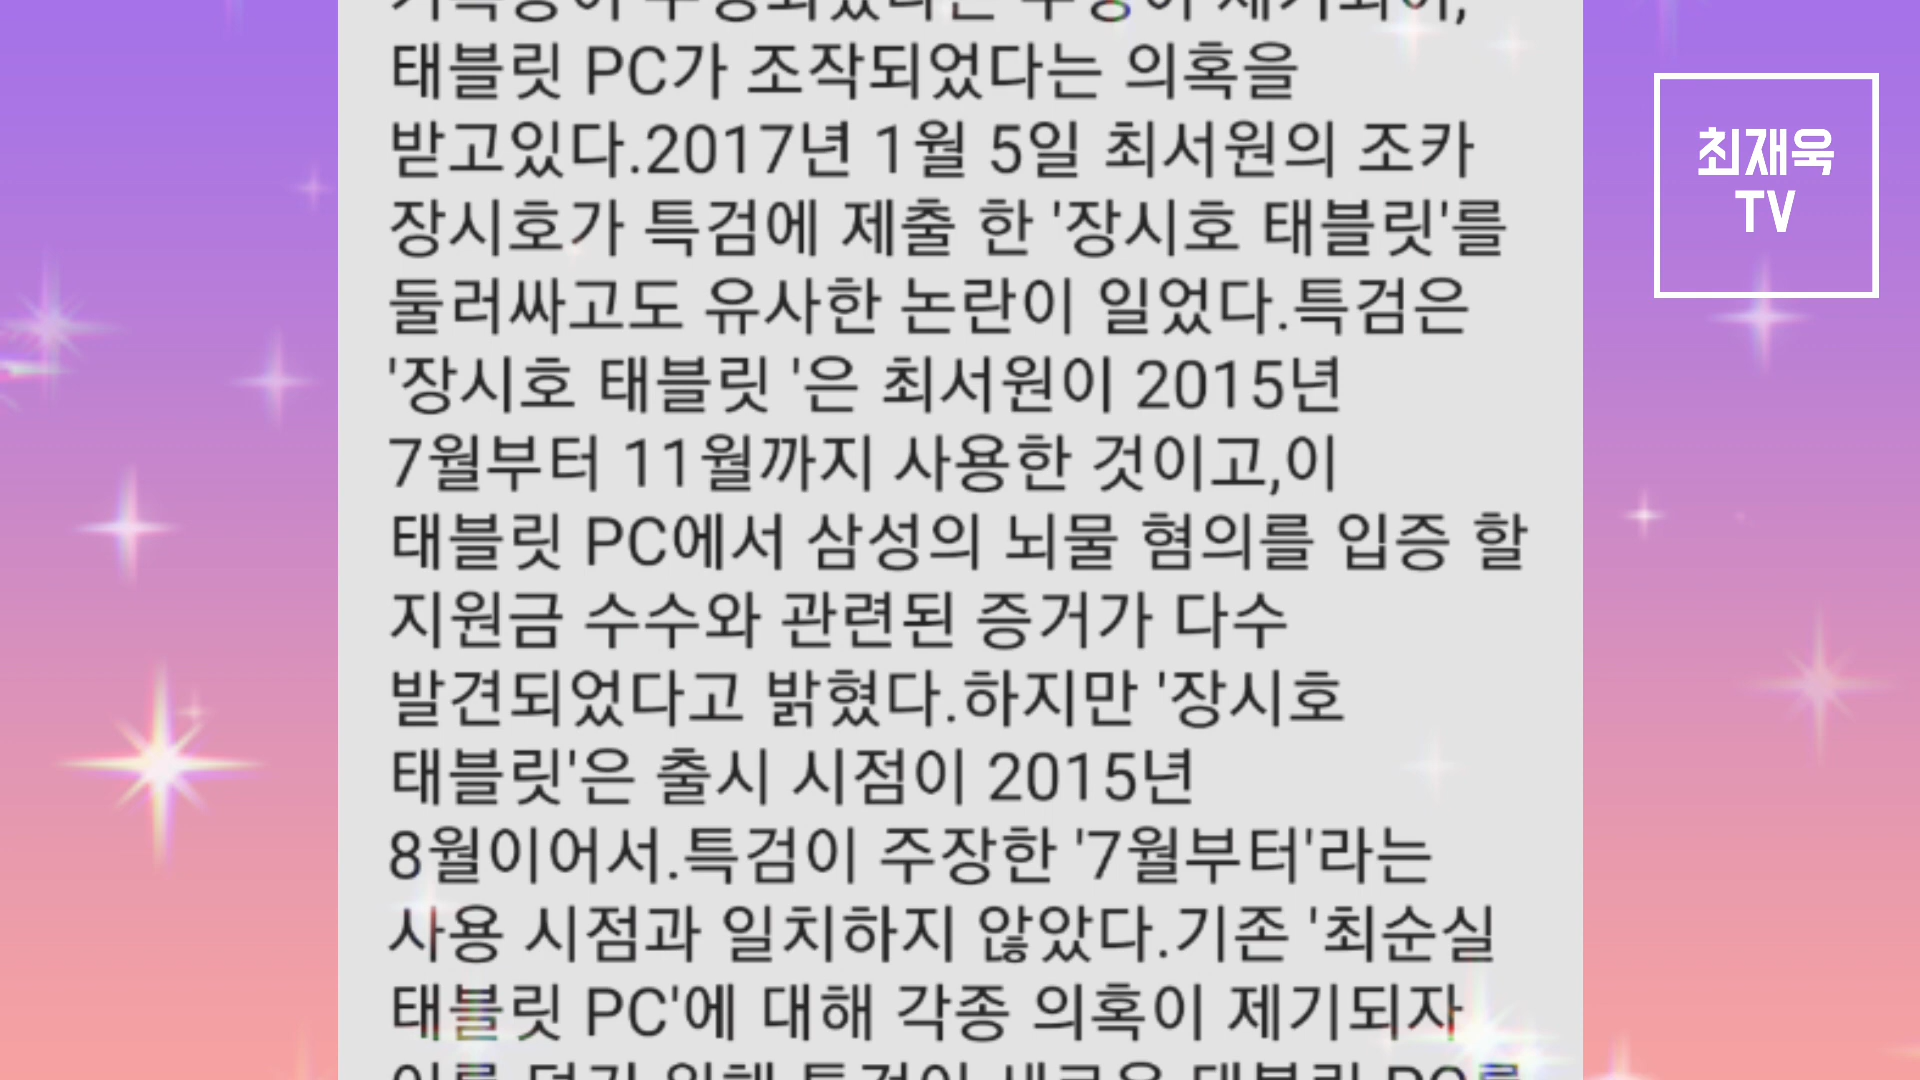 태블릿 PC가 조작되었다는 의혹을
받고있다.2017년 1월 5일 최서원의 조카
장시호가 특검에 제출 한 '장시호 태블릿'를
둘러싸고도 유사한 논란이 일었다.특검은
'장시호 태블릿 '은 최서원이 2015년
7월부터 11월까지 사용한 것이고,이
태블릿 PC에서 삼성의 뇌물 혐의를 입증 할
지원금 수수와 관련된 증거가 다수
발견되었다고 밝혔다.하지만 '장시호
태블릿'은 출시 시점이 2015년
8월이어서.특검이 주장한 '7월부터'라는
사용 시점과 일치하지 않았다.기존 '최순실
태블릿 PC'에 대해 각종 의혹이 제기되자
최재욱
TV